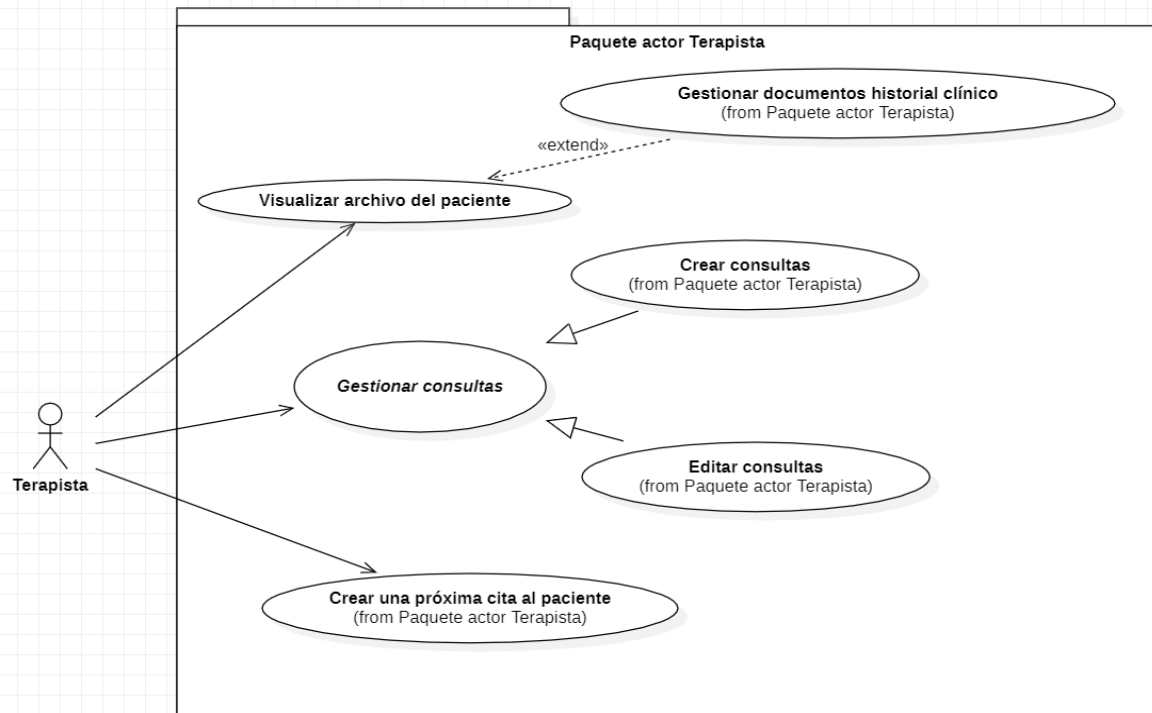 Paquete actor Terapista
Gestionar documentos historial clínico
(from Paquete actor Terapista)
«extend»
Visualizar archivo del paciente
Crear consultas
(from Paquete actor Terapista)
Gestionar consultas
Terapista
Editar consultas
(from Paquete actor Terapista)
Crear una próxima cita al paciente
(from Paquete actor Terapista)